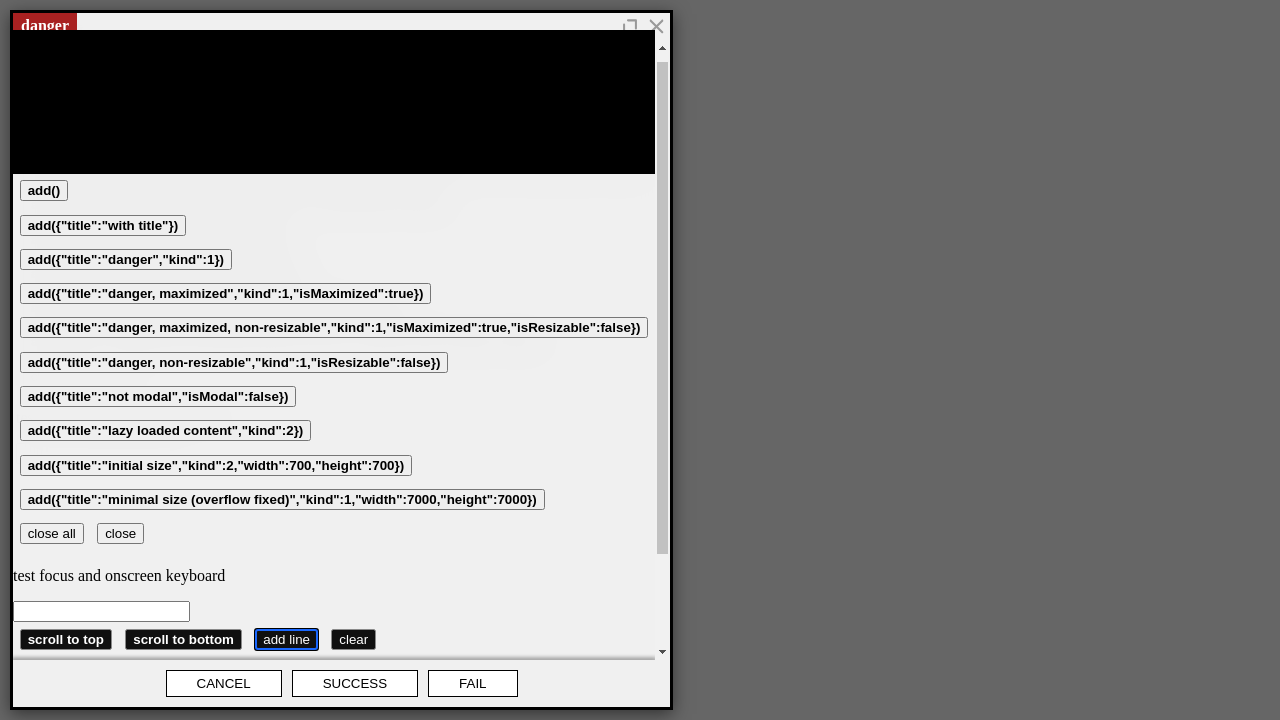 danger
add()
add({"title":"with title"})
add({"title":"danger","kind":1})
add({"title":"danger, maximized","kind":1,"isMaximized":true})
add({"title":"danger, maximized, non-resizable","kind":1,"isMaximized":true,"isResizable":false})
add({"title":"danger, non-resizable","kind":1,"isResizable":false})
add({"title":"not modal","isModal":false})
add({"title":"lazy loaded content","kind":2})
add({"title":"initial size","kind":2,"width":700,"height":700})
add({"title":"minimal size (overflow fixed)","kind":1,"width":7000,"height":7000})
close all close
test focus and onscreen keyboard
scroll to top scroll to bottom add line clear
CANCEL SUCCESS FAIL